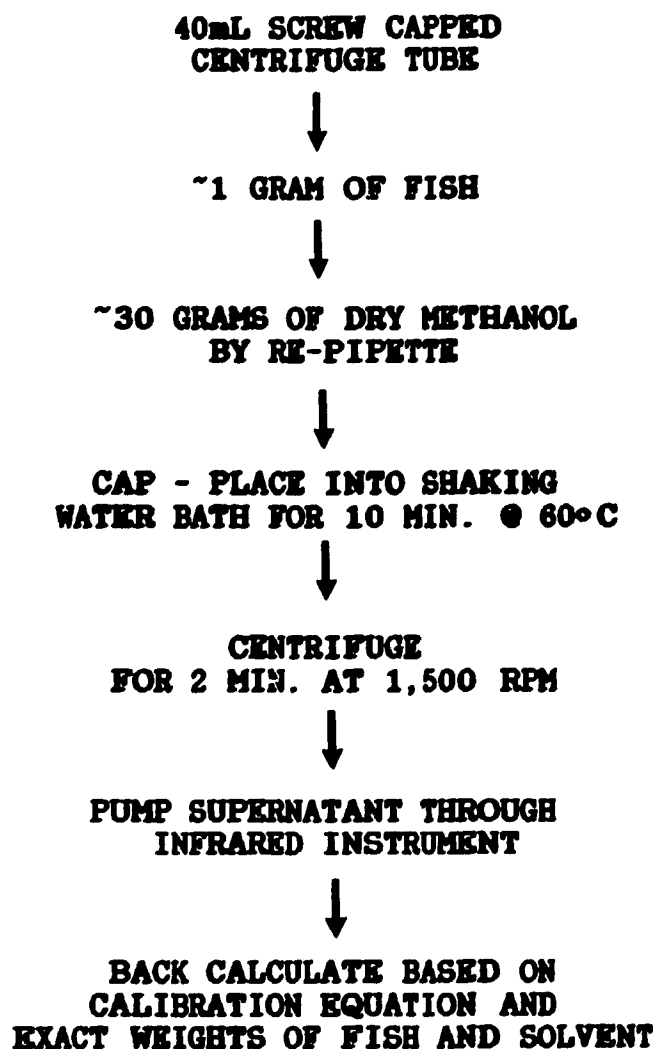 40mL SCREW CAPPED
CENTRIFUGE TUBE
~1 GRAM OF FISH
~30 GRAMS OF DRY METHANOL
BY RE-PIPETTE
CAP - PLACE INTO SHAKING
WATER BATH FOR 10 MIN. @ 60°C
CENTRIFUGE
FOR 2 MIN. AT 1,500 RPM
PUMP SUPERNATANT THROUGH
INFRARED INSTRUMENT
BACK CALCULATE BASED ON
CALIBRATION EQUATION AND
EXACT WEIGHTS OF FISH AND SOLVENT